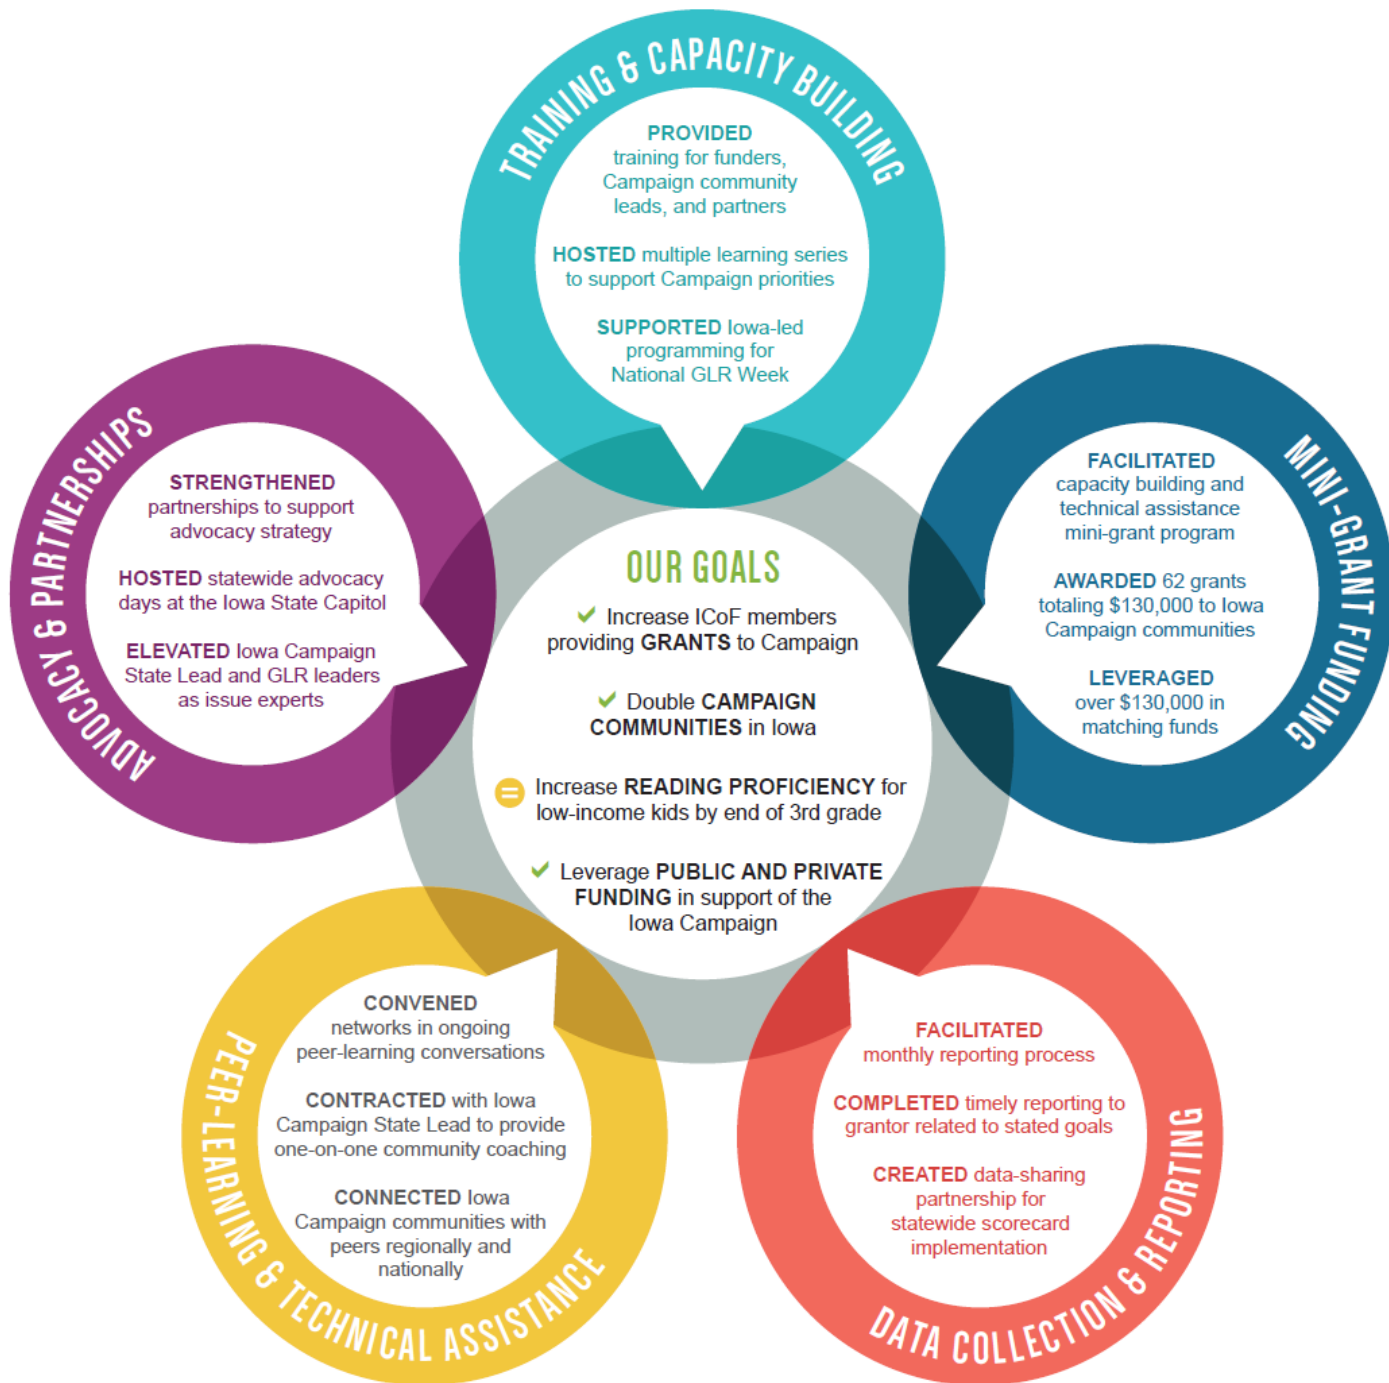 TRAINING & CAPACITY BUILDING
PROVIDED
training for funders,
Campaign community
leads, and partners
HOSTED multiple learning series
to support Campaign priorities
SUPPORTED Iowa-led
programming for
National GLR Week
ADVOCACY & PARTNERSHIPS
STRENGTHENED
partnerships to support
advocacy strategy
HOSTED statewide advocacy
days at the Iowa State Capitol
ELEVATED Iowa Campaign
State Lead and GLR leaders
as issue experts
MINI-GRANT FUNDING
FACILITATED
capacity building and
technical assistance
mini-grant program
AWARDED 62 grants
totaling $130,000 to Iowa
Campaign communities
LEVERAGED
over $130,000 in
matching funds
OUR GOALS
Increase ICoF members
providing GRANTS to Campaign
Double CAMPAIGN
COMMUNITIES in Iowa
Increase READING PROFICIENCY for
low-income kids by end of 3rd grade
Leverage PUBLIC AND PRIVATE
FUNDING in support of the
Iowa Campaign
PEER-LEARNING & TECHNICAL ASSISTANCE
CONVENED
networks in ongoing
peer-learning conversations
CONTRACTED with Iowa
Campaign State Lead to provide
one-on-one community coaching
CONNECTED Iowa
Campaign communities with
peers regionally and
nationally
DATA COLLECTION & REPORTING
FACILITATED
monthly reporting process
COMPLETED timely reporting to
grantor related to stated goals
CREATED data-sharing
partnership for
statewide scorecard
implementation